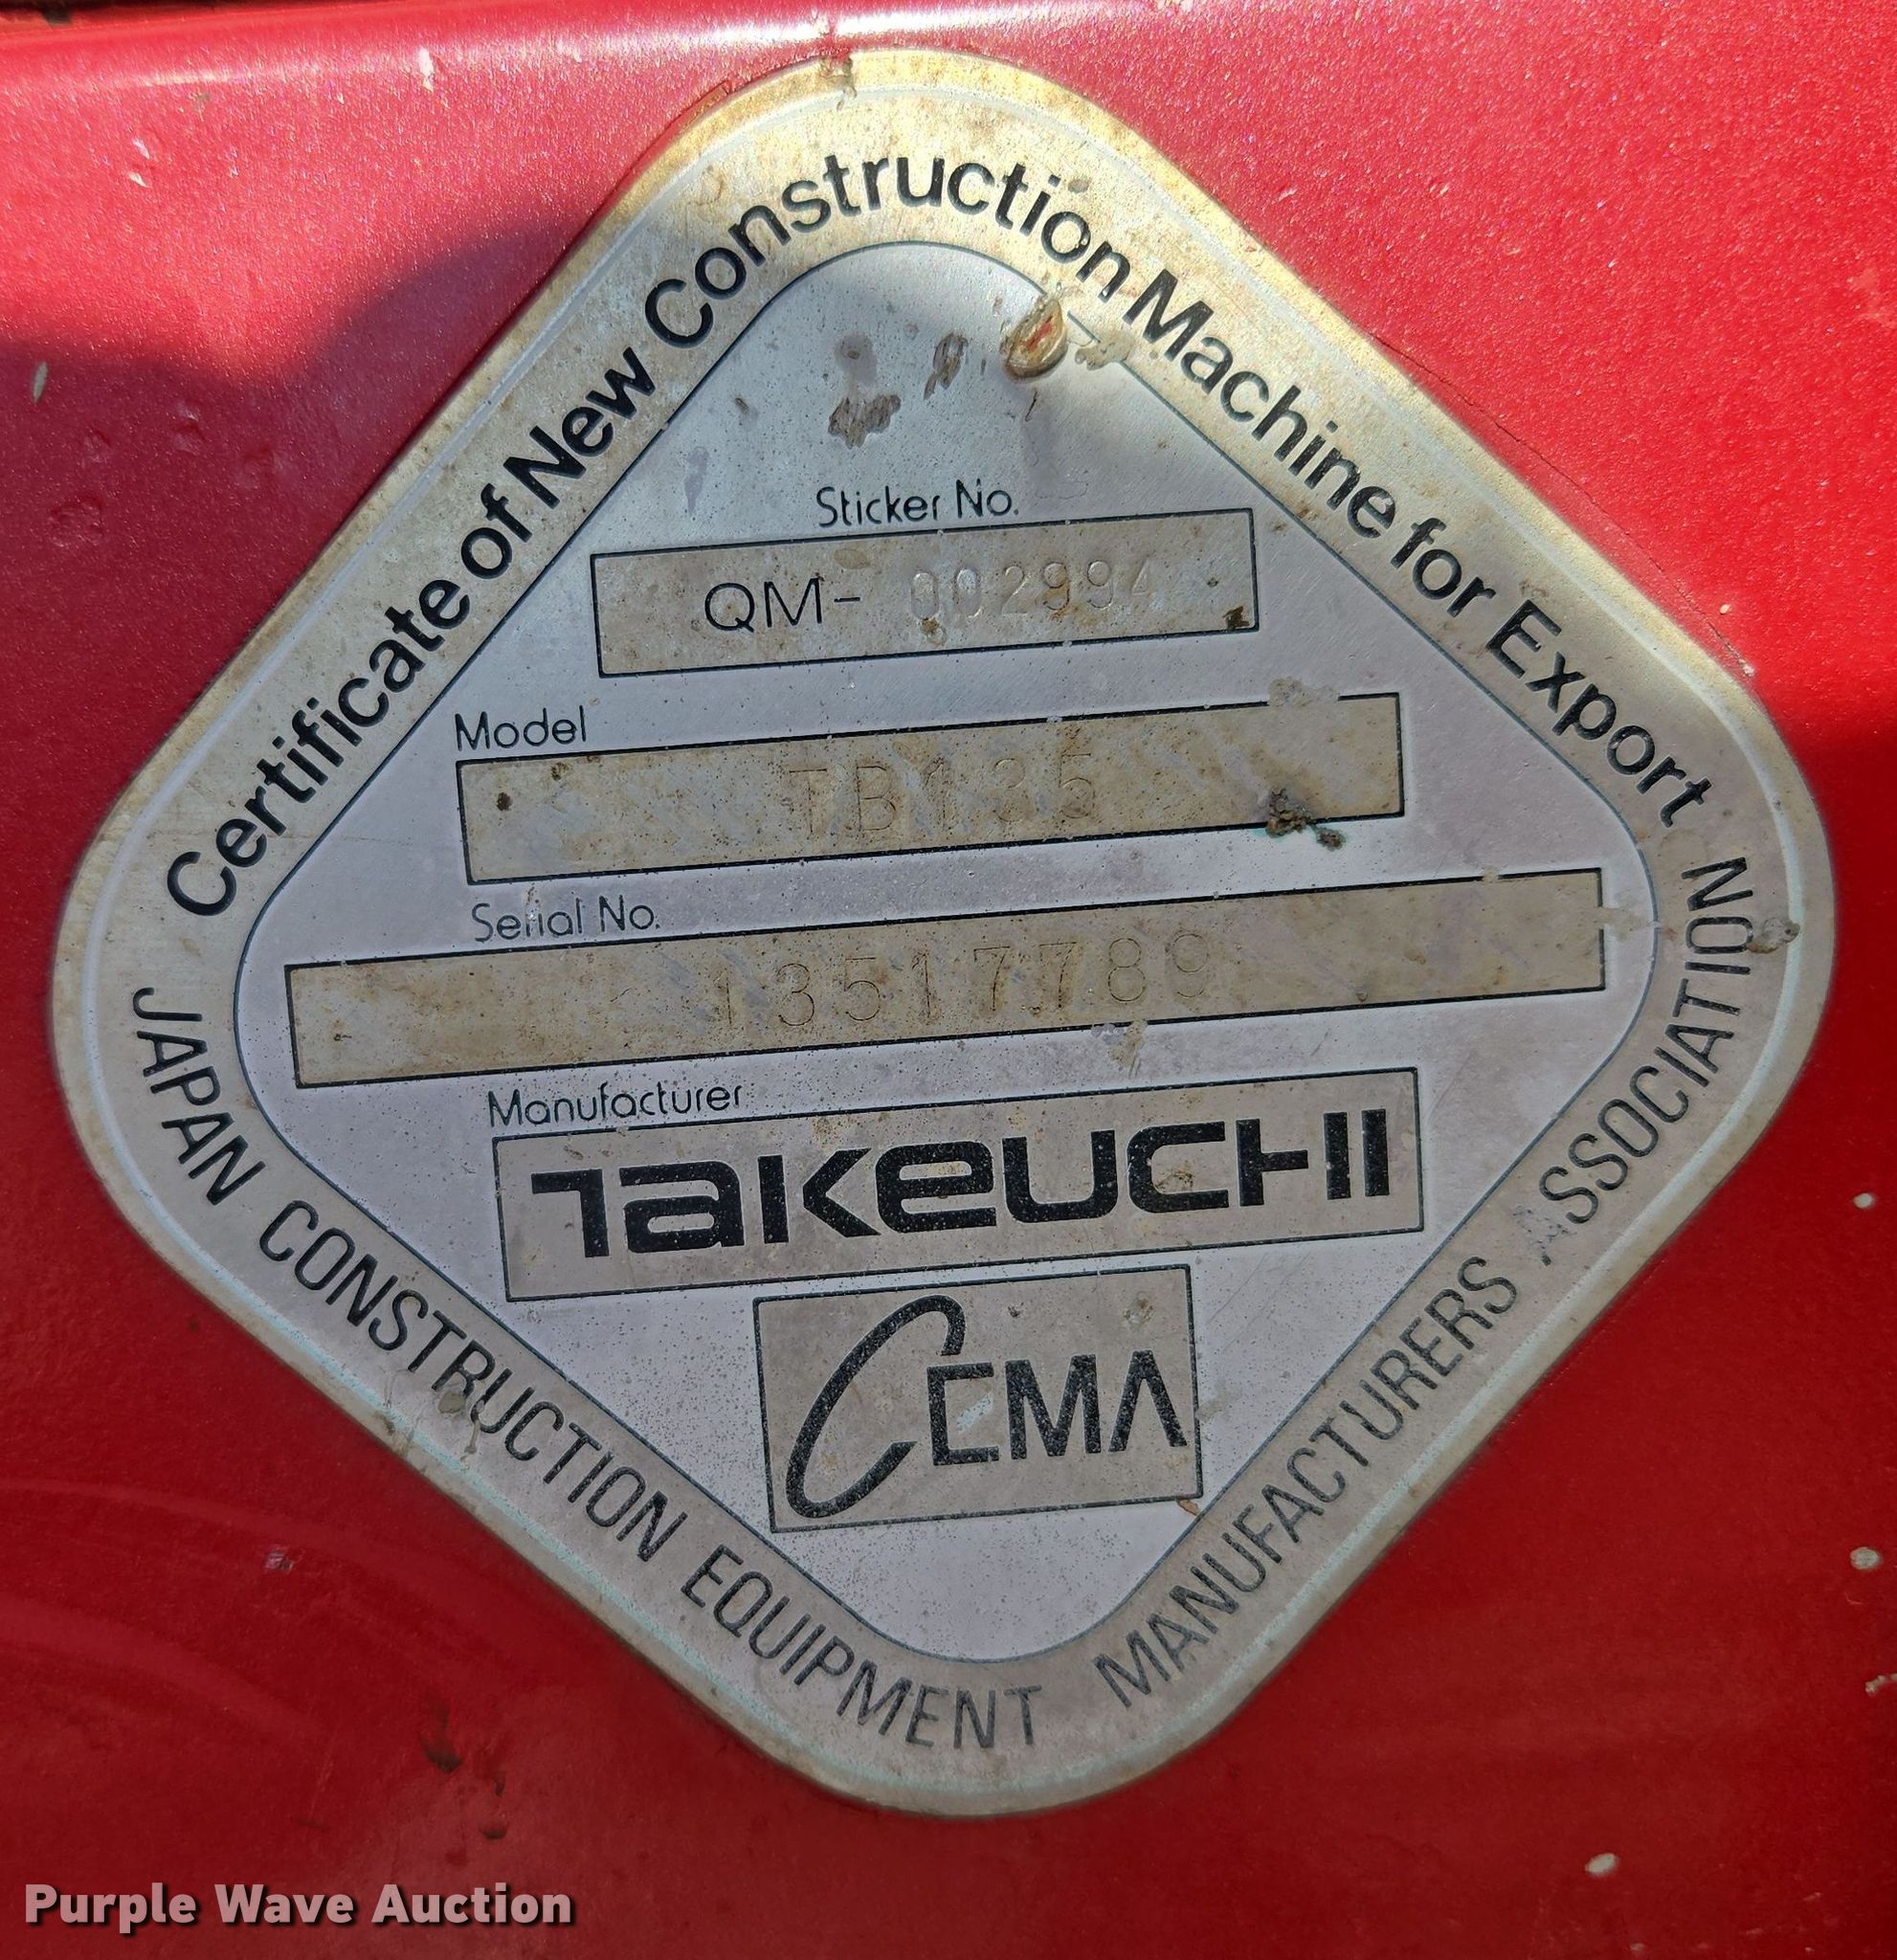 Certificate of New Construction Machine for Export
Sticker No.
QM- 002994
Model
TB135
Serial No.
13517789
Manufacturer
TAKEUCHI
CEMA
JAPAN CONSTRUCTION EQUIPMENT MANUFACTURERS ASSOCIATION
Purple Wave Auction